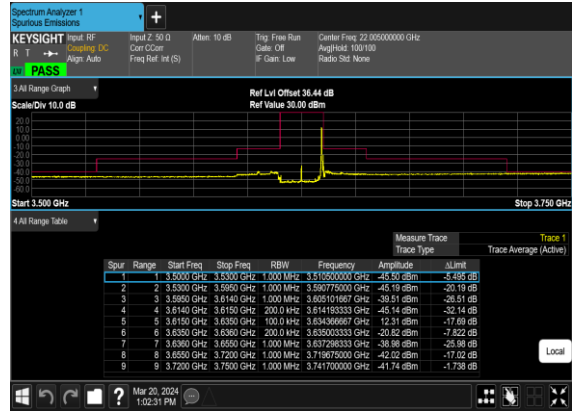 Spectrum Analyzer 1
Spurious Emissions
KEYSIGHT Input: RF Input Z: 50 Ω Atten: 10 dB Trig: Free Run Center Freq: 22.005000000 GHz
R T Coupling: DC Corr CCorr Gate: Off Avg|Hold: 100/100
Align: Auto Freq Ref: Int (S) IF Gain: Low Radio Std: None
PASS
3 All Range Graph
Ref Lvl Offset 36.44 dB
Scale/Div 10.0 dB Ref Value 30.00 dBm
20.0
10.0
0.00
-10.0
-20.0
-30.0
-40.0
-50.0
-60.0
Start 3.500 GHz Stop 3.750 GHz
4 All Range Table
Measure Trace Trace 1
Trace Type Trace Average (Active)
Spur Range Start Freq Stop Freq RBW Frequency Amplitude ΔLimit
1 1 3.5000 GHz 3.5300 GHz 1.000 MHz 3.510500000 GHz -45.50 dBm -5.495 dB
2 2 3.5300 GHz 3.5950 GHz 1.000 MHz 3.590775000 GHz -45.19 dBm -20.19 dB
3 3 3.5950 GHz 3.6140 GHz 1.000 MHz 3.605101667 GHz -39.51 dBm -26.51 dB
4 4 3.6140 GHz 3.6150 GHz 200.0 kHz 3.614193333 GHz -45.14 dBm -32.14 dB
5 5 3.6150 GHz 3.6350 GHz 100.0 kHz 3.634366667 GHz 12.31 dBm -17.69 dB
6 6 3.6350 GHz 3.6360 GHz 200.0 kHz 3.635003333 GHz -20.82 dBm -7.822 dB
7 7 3.6360 GHz 3.6550 GHz 1.000 MHz 3.637298333 GHz -38.98 dBm -25.98 dB
8 8 3.6550 GHz 3.7200 GHz 1.000 MHz 3.719675000 GHz -42.02 dBm -17.02 dB
9 9 3.7200 GHz 3.7500 GHz 1.000 MHz 3.741700000 GHz -41.74 dBm -1.738 dB
Local
Mar 20, 2024
1:02:31 PM